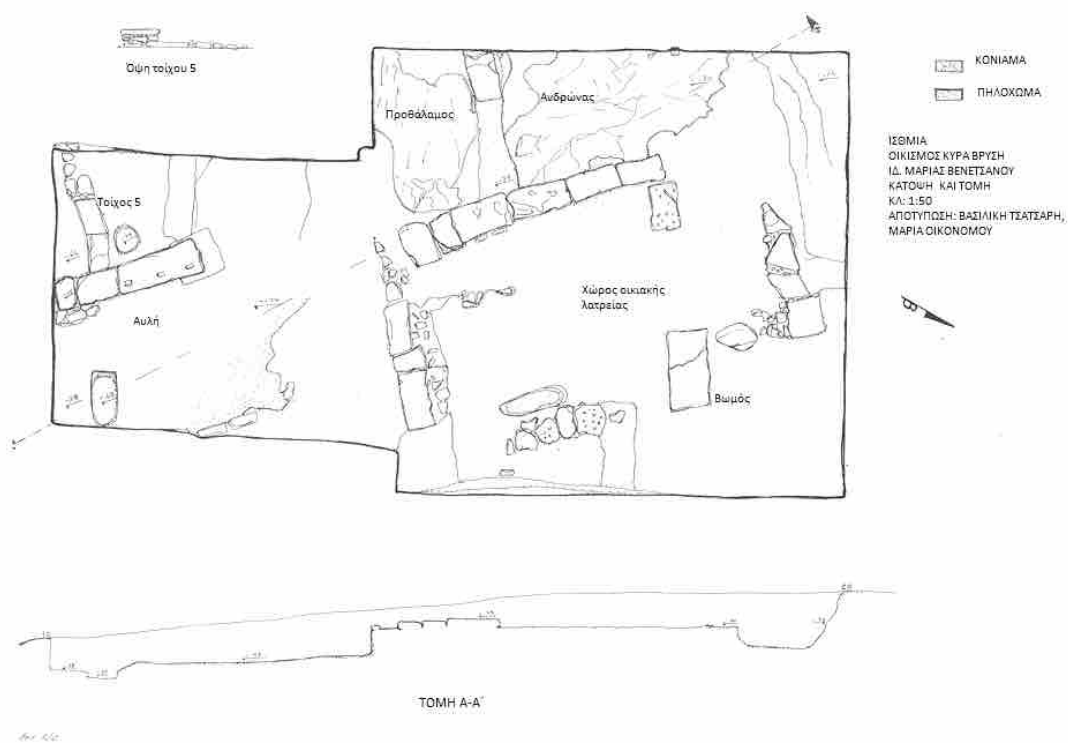 Όψη τοίχου 5
ΚΟΝΙΑΜΑ
ΠΗΛΟΧΩΜΑ
ΙΣΘΜΙΑ
ΟΙΚΙΣΜΟΣ ΚΥΡΑ ΒΡΥΣΗ
ΙΔ. ΜΑΡΙΑΣ ΒΕΝΕΤΣΑΝΟΥ
ΚΑΤΟΨΗ ΚΑΙ ΤΟΜΗ
ΚΛ: 1:50
ΑΠΟΤΥΠΩΣΗ: ΒΑΣΙΛΙΚΗ ΤΣΑΤΣΑΡΗ,
ΜΑΡΙΑ ΟΙΚΟΝΟΜΟΥ
Προθάλαμος
Ανδρώνας
Τοίχος 5
Αυλή
Χώρος οικιακής
λατρείας
Βωμός
Β
ΤΟΜΗ Α-Α΄